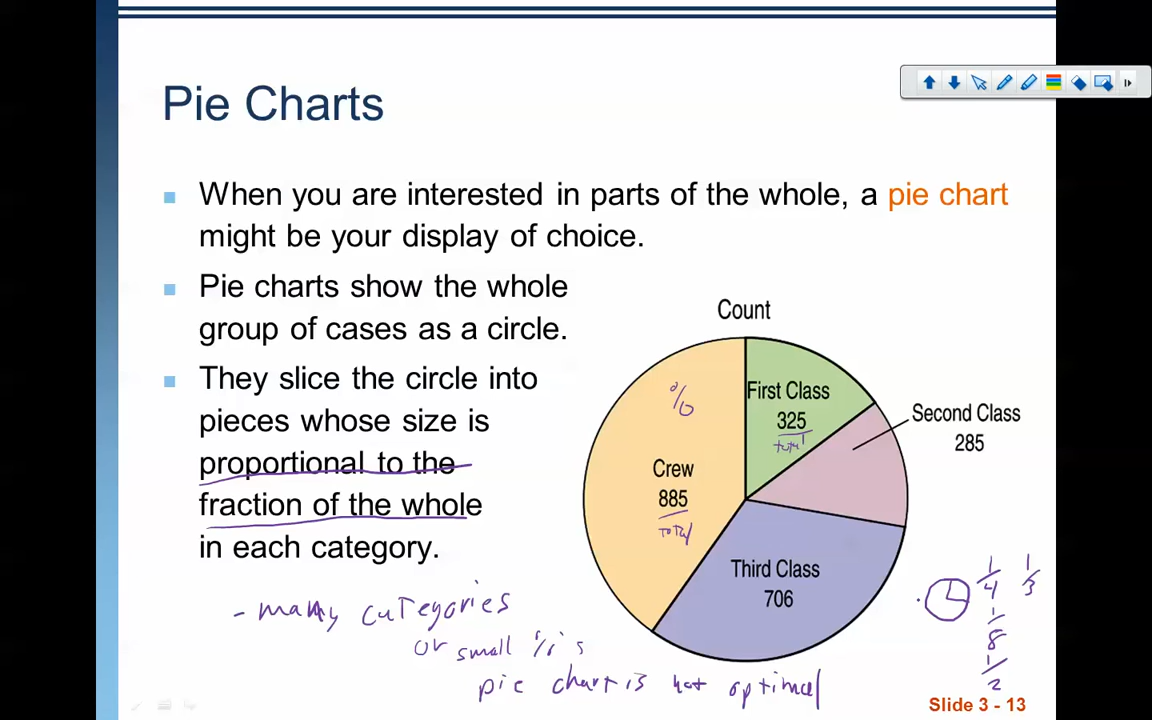 Pie Charts
When you are interested in parts of the whole, a pie chart
might be your display of choice.
Pie charts show the whole
group of cases as a circle.
They slice the circle into
pieces whose size is
proportional to the
fraction of the whole
in each category.
Count
%
First Class
325
total
Second Class
285
Crew
885
total
Third Class
706
1/4 1/3
1/8
1/2
- many categories
or small %'s
pie chart is not optimal
Slide 3 - 13